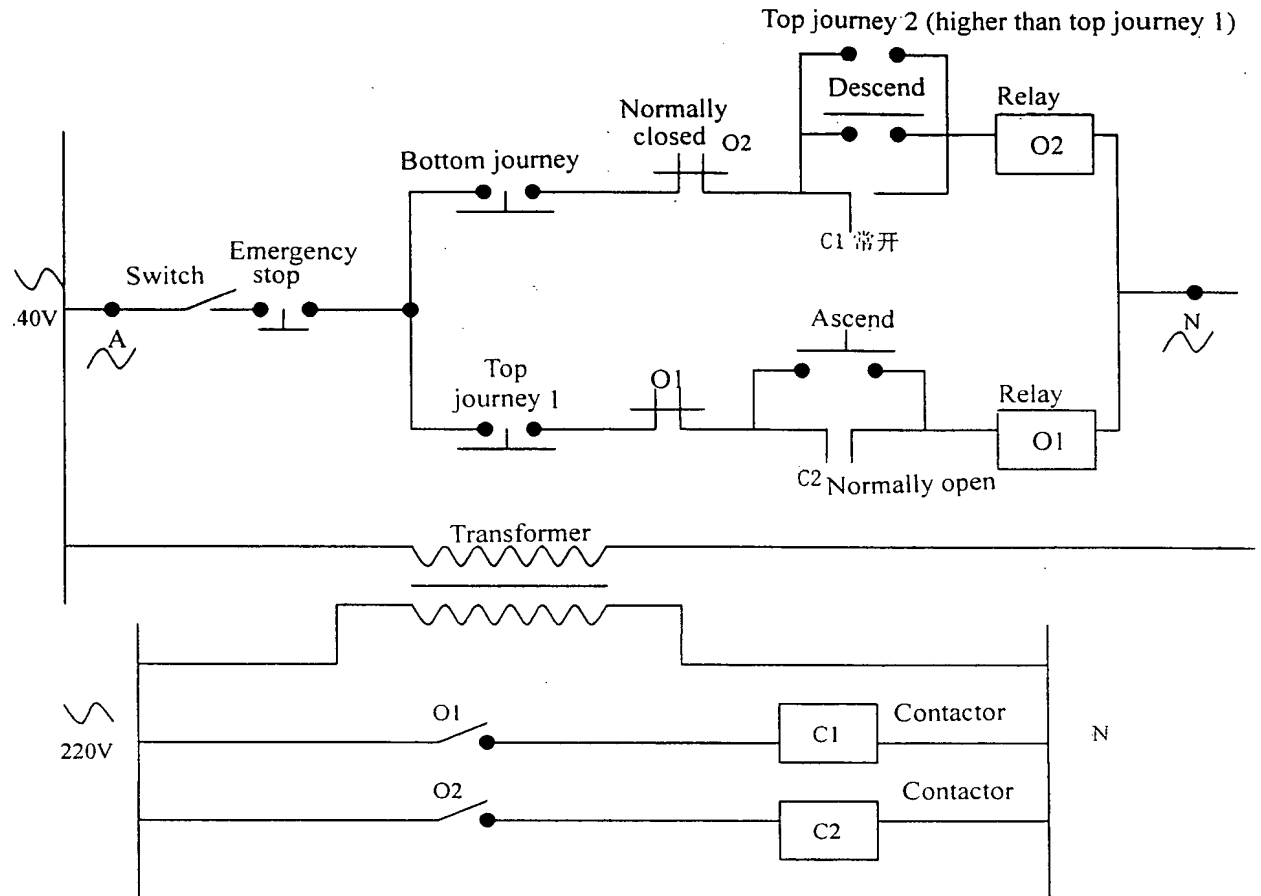 Top journey 2 (higher than top journey 1)
Descend
Relay
O2
Normally
closed
O2
Bottom journey
C1 常开
Emergency
stop
Switch
.40V
A
N
Ascend
Top
journey 1
O1
Relay
O1
C2 Normally open
Transformer
220V
O1
C1
Contactor
N
O2
C2
Contactor